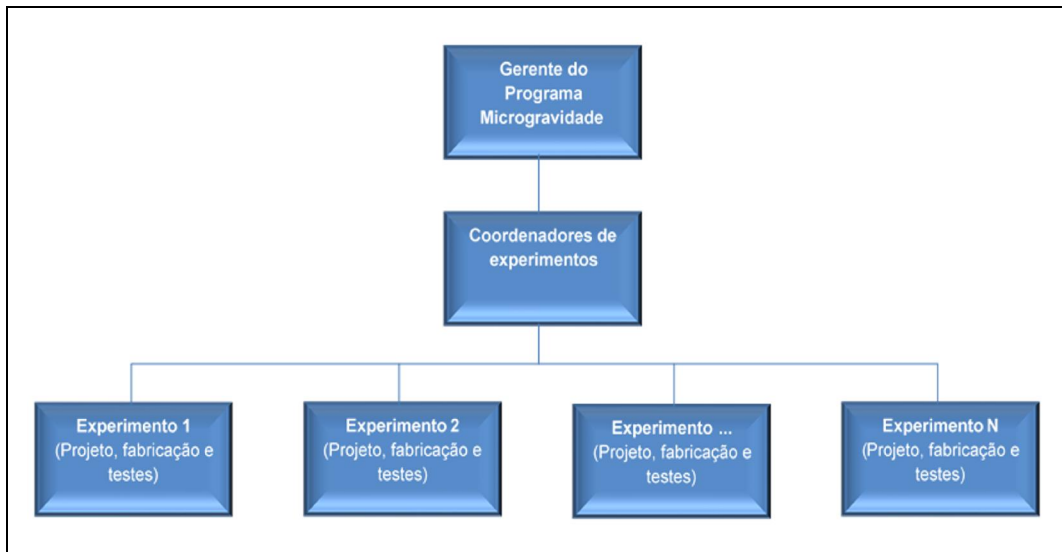 Gerente do
Programa
Microgravidade
Coordenadores de
experimentos
Experimento 1
(Projeto, fabricação e
testes)
Experimento 2
(Projeto, fabricação e
testes)
Experimento ...
(Projeto, fabricação e
testes)
Experimento N
(Projeto, fabricação e
testes)